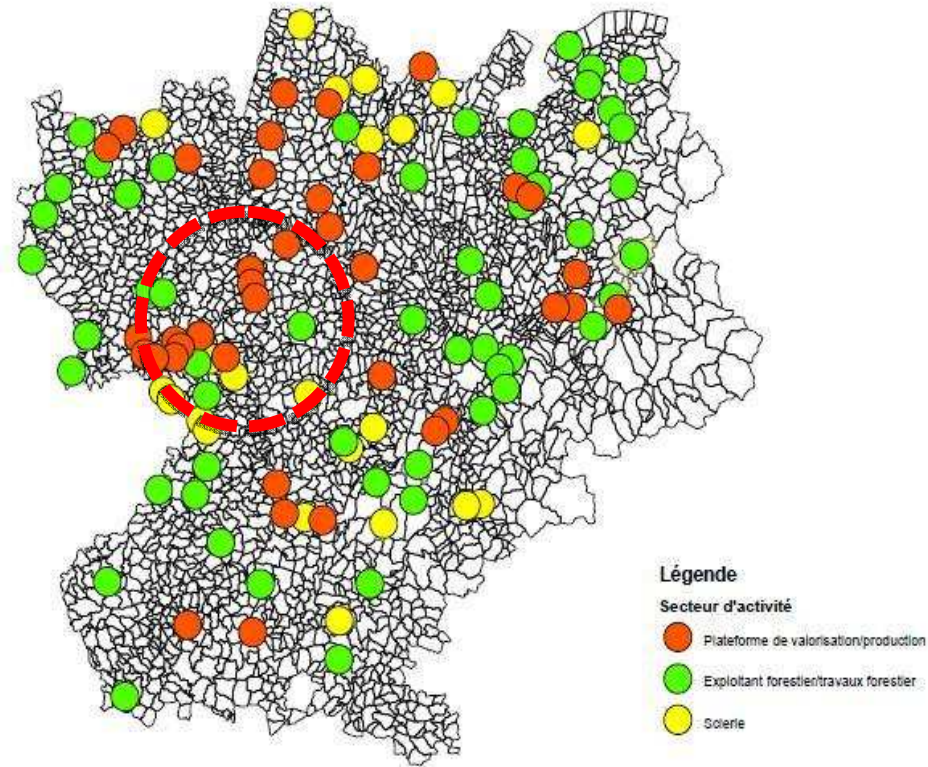 Légende
Secteur d'activité
Plateforme de valorisation/production
Exploitant forestier/travaux forestier
Scierie